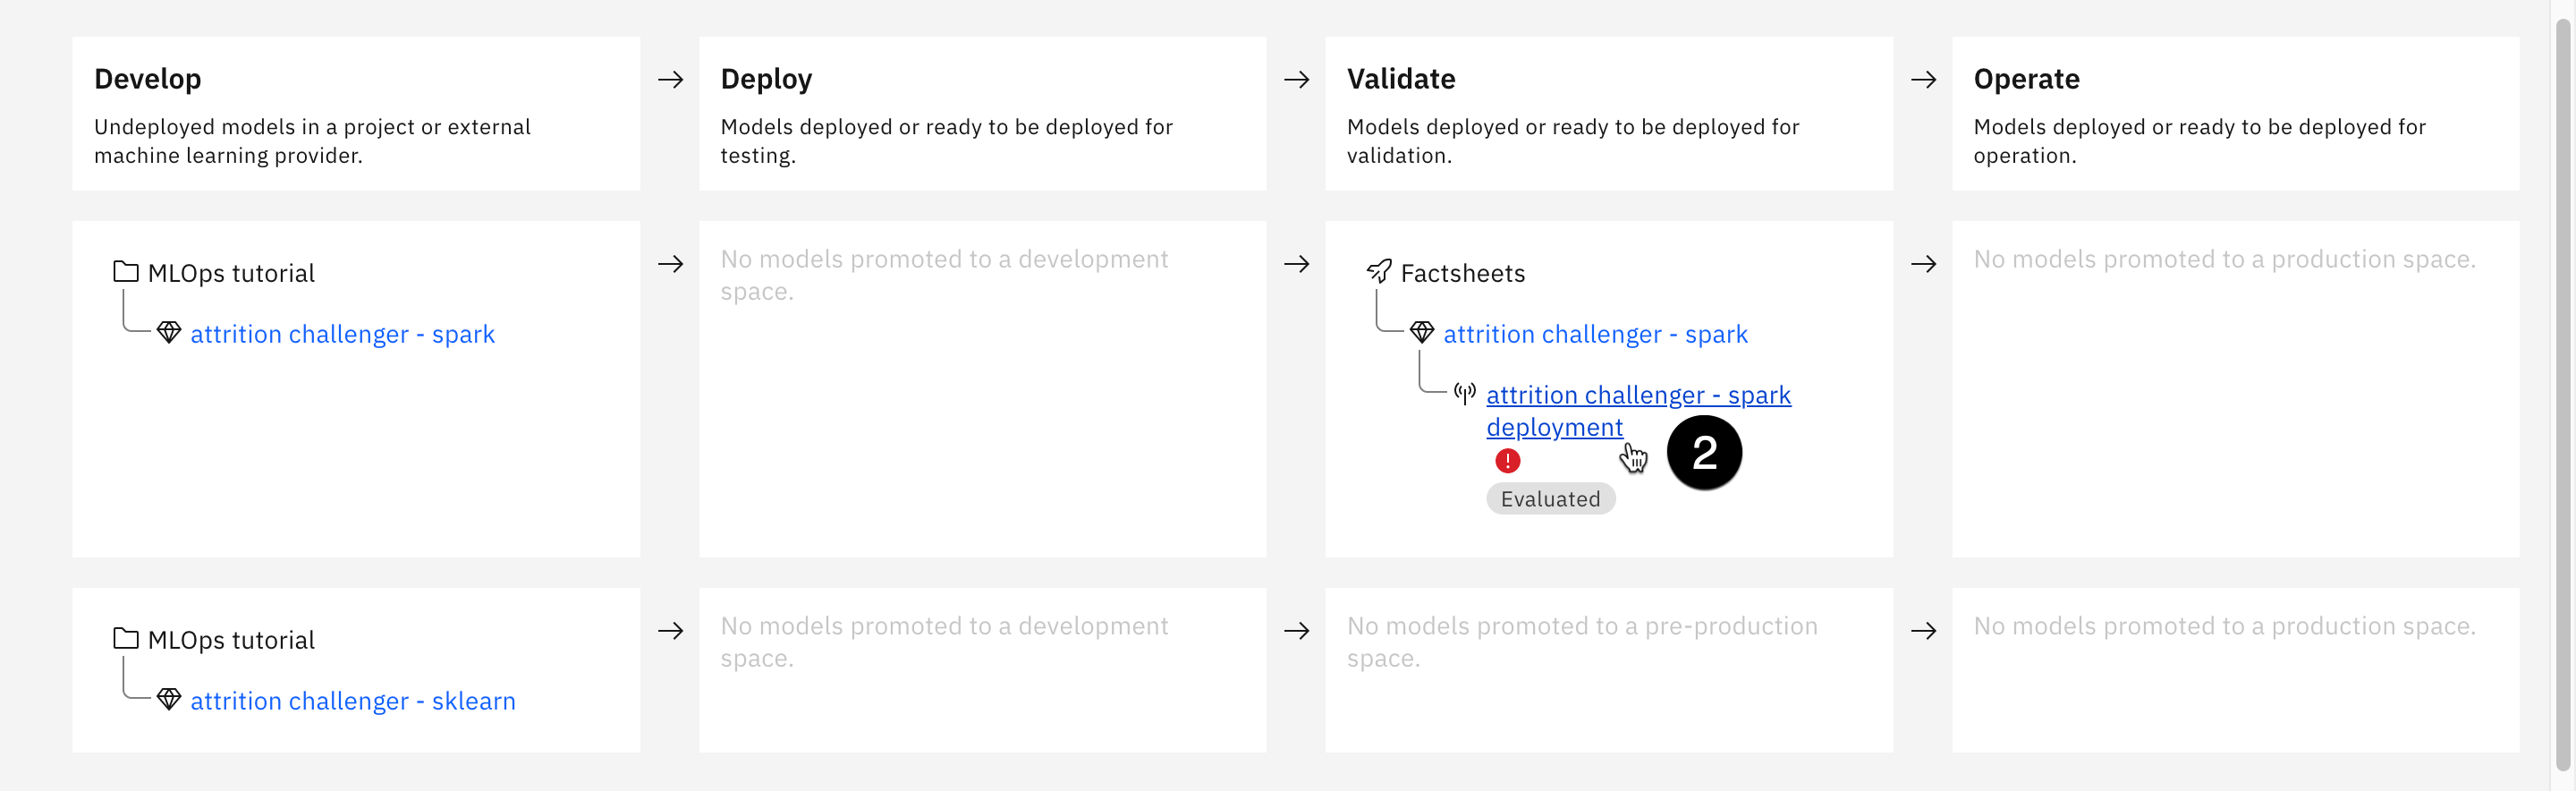 Develop
Undeployed models in a project or external
machine learning provider.
Deploy
Models deployed or ready to be deployed for
testing.
Validate
Models deployed or ready to be deployed for
validation.
Operate
Models deployed or ready to be deployed for
operation.
MLOps tutorial
attrition challenger - spark
No models promoted to a development
space.
Factsheets
attrition challenger - spark
attrition challenger - spark
deployment
2
Evaluated
No models promoted to a production space.
MLOps tutorial
attrition challenger - sklearn
No models promoted to a development
space.
No models promoted to a pre-production
space.
No models promoted to a production space.